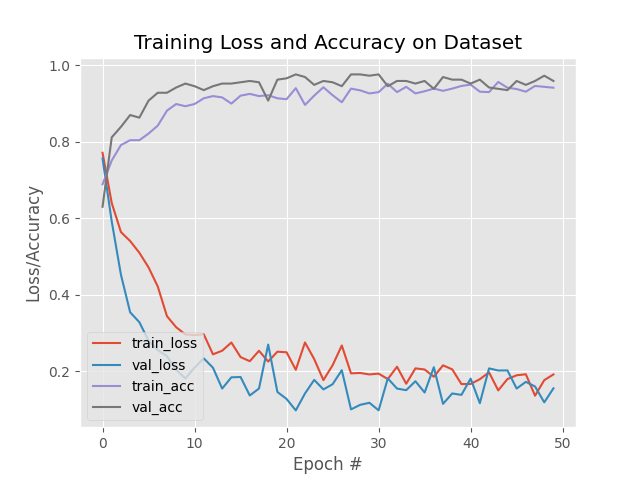 Training Loss and Accuracy on Dataset
Loss/Accuracy
1.0
0.8
0.6
0.4
0.2
train_loss
val_loss
train_acc
val_acc
0 10 20 30 40 50
Epoch #